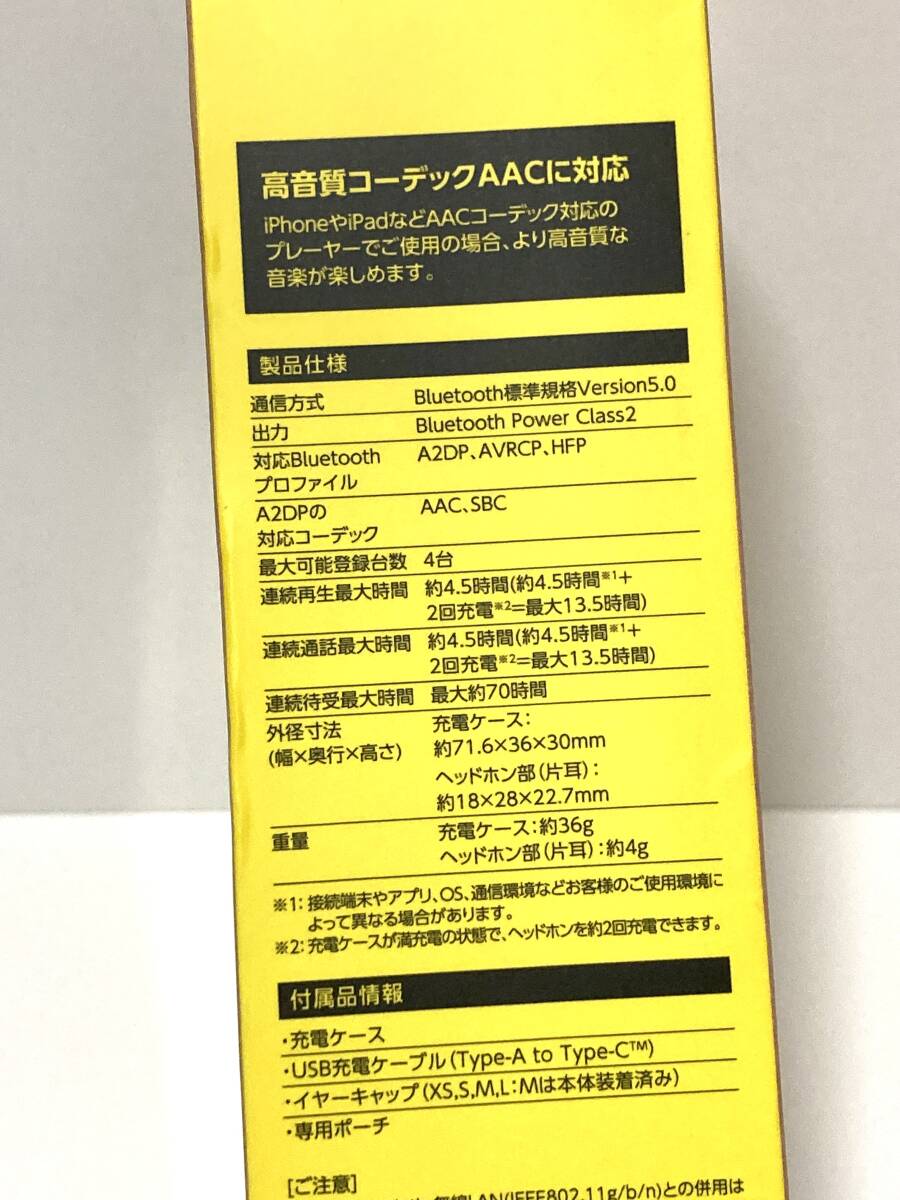 高音質コーデックAACに対応
iPhoneやiPadなどAACコーデック対応の
プレーヤーでご使用の場合、より高音質な
音楽が楽しめます。
製品仕様
通信方式 Bluetooth標準規格Version5.0
出力 Bluetooth Power Class2
対応Bluetooth A2DP、AVRCP、HFP
プロファイル
A2DPの AAC、SBC
対応コーデック
最大可能登録台数 4台
連続再生最大時間 約4.5時間(約4.5時間※1+
2回充電※2=最大13.5時間)
連続通話最大時間 約4.5時間(約4.5時間※1+
2回充電※2=最大13.5時間)
連続待受最大時間 最大約70時間
外径寸法 充電ケース:
(幅×奥行×高さ) 約71.6×36×30mm
ヘッドホン部(片耳):
約18×28×22.7mm
重量 充電ケース:約36g
ヘッドホン部(片耳):約4g
※1:接続端末やアプリ、OS、通信環境などお客様のご使用環境に
よって異なる場合があります。
※2:充電ケースが満充電の状態で、ヘッドホンを約2回充電できます。
付属品情報
・充電ケース
・USB充電ケーブル(Type-A to Type-C™)
・イヤーキャップ(XS,S,M,L:Mは本体装着済み)
・専用ポーチ
[ご注意]
無線LAN(IEEE802.11g/b/n)との併用は